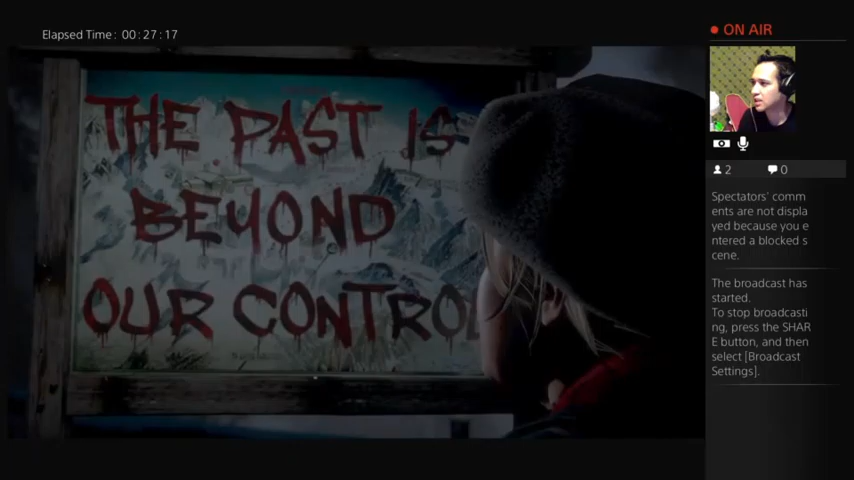 Elapsed Time: 00:27:17
ON AIR
THE PAST IS
BEYOND
OUR CONTROL
2
0
Spectators' comm
ents are not displa
yed because you e
ntered a blocked s
cene.
The broadcast has
started.
To stop broadcasti
ng, press the SHAR
E button, and then
select [Broadcast
Settings].